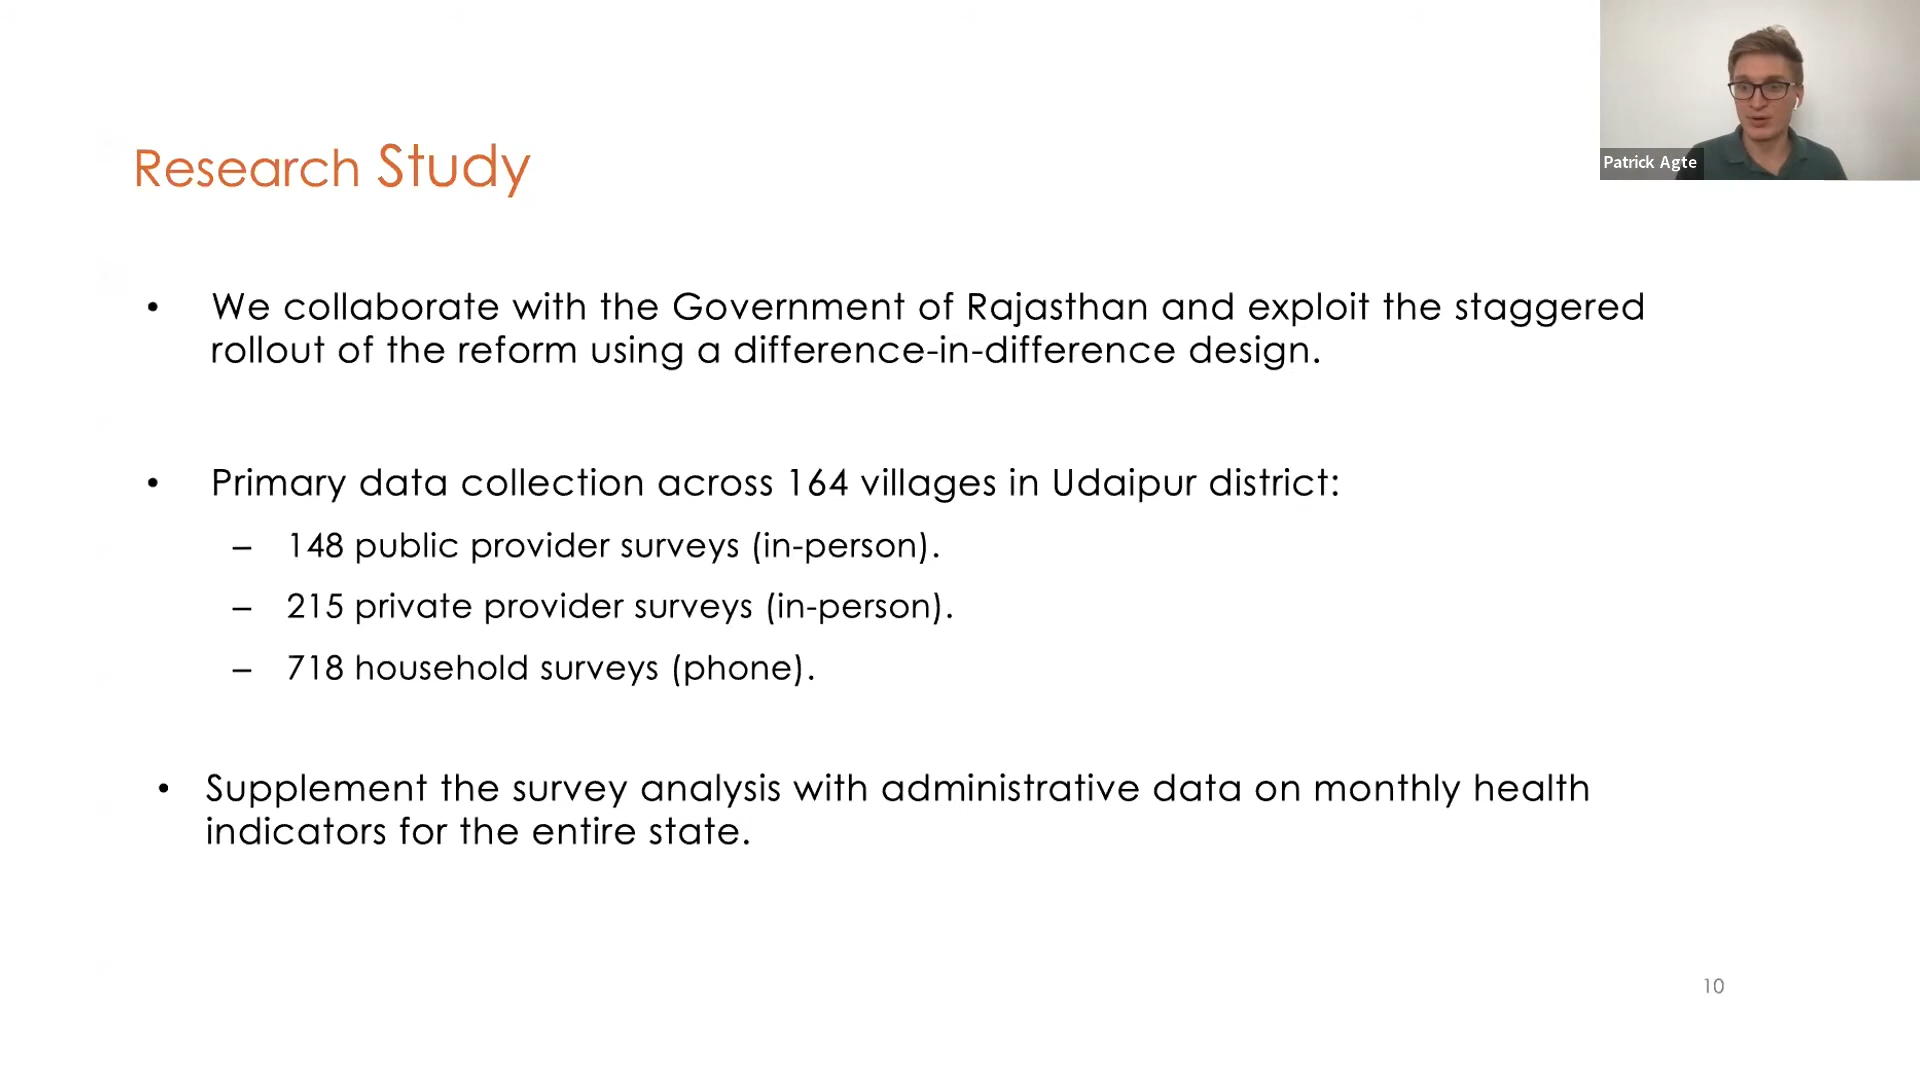 Patrick Agte
Research Study
• We collaborate with the Government of Rajasthan and exploit the staggered
rollout of the reform using a difference-in-difference design.
• Primary data collection across 164 villages in Udaipur district:
– 148 public provider surveys (in-person).
– 215 private provider surveys (in-person).
– 718 household surveys (phone).
• Supplement the survey analysis with administrative data on monthly health
indicators for the entire state.
10